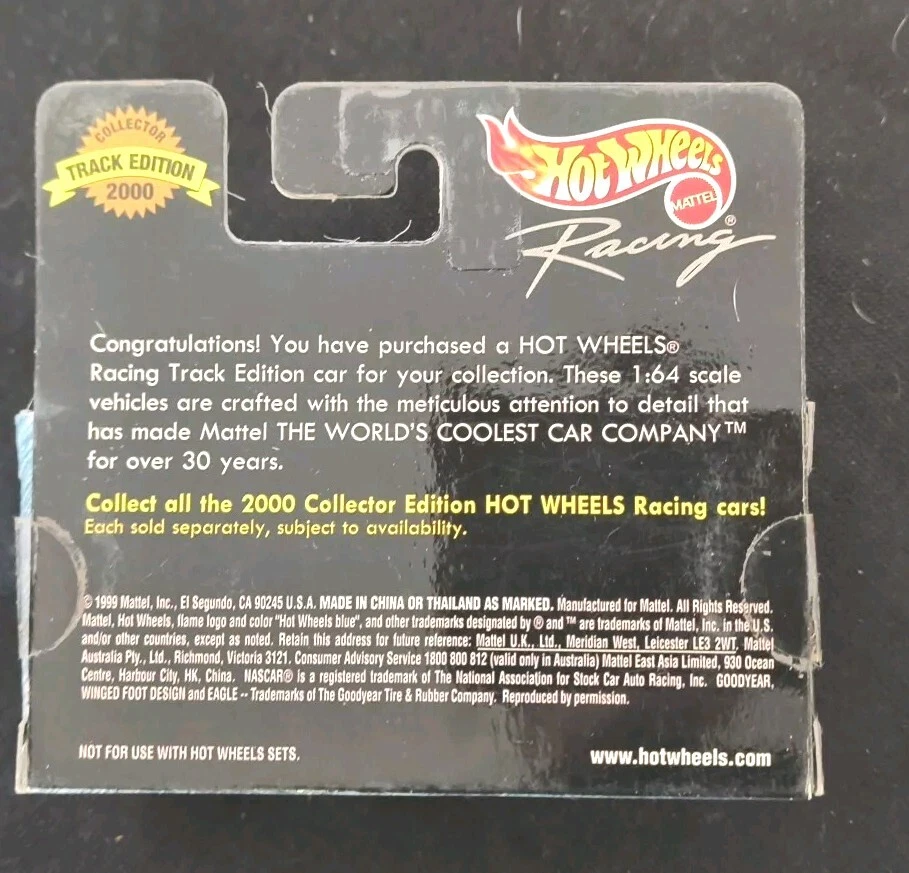 COLLECTOR
TRACK EDITION
2000
HOT WHEELS
MATTEL
Racing®
Congratulations! You have purchased a HOT WHEELS®
Racing Track Edition car for your collection. These 1:64 scale
vehicles are crafted with the meticulous attention to detail that
has made Mattel THE WORLD'S COOLEST CAR COMPANY™
for over 30 years.
Collect all the 2000 Collector Edition HOT WHEELS Racing cars!
Each sold separately, subject to availability.
© 1999 Mattel, Inc., El Segundo, CA 90245 U.S.A. MADE IN CHINA OR THAILAND AS MARKED. Manufactured for Mattel. All Rights Reserved.
Mattel, Hot Wheels, flame logo and color "Hot Wheels blue", and other trademarks designated by ® and ™ are trademarks of Mattel, Inc. in the U.S.
and/or other countries, except as noted. Retain this address for future reference: Mattel U.K., Ltd., Meridian West, Leicester LE3 2WT. Mattel
Australia Pty., Ltd., Richmond, Victoria 3121. Consumer Advisory Service 1800 800 812 (valid only in Australia) Mattel East Asia Limited, 930 Ocean
Centre, Harbour City, HK, China. NASCAR® is a registered trademark of The National Association for Stock Car Auto Racing, Inc. GOODYEAR,
WINGED FOOT DESIGN and EAGLE -- Trademarks of The Goodyear Tire & Rubber Company. Reproduced by permission.
NOT FOR USE WITH HOT WHEELS SETS.
www.hotwheels.com